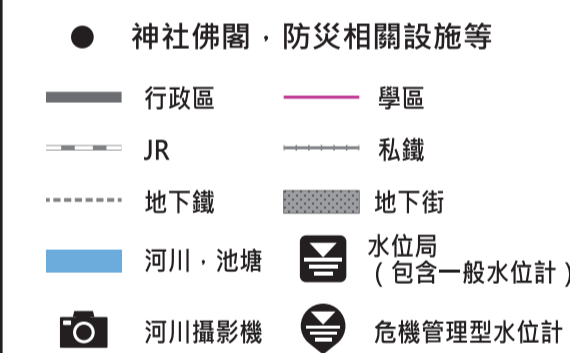 神社佛閣，防災相關設施等
行政區
學區
JR
私鐵
地下鐵
地下街
河川，池塘
水位局
（包含一般水位計）
河川攝影機
危機管理型水位計